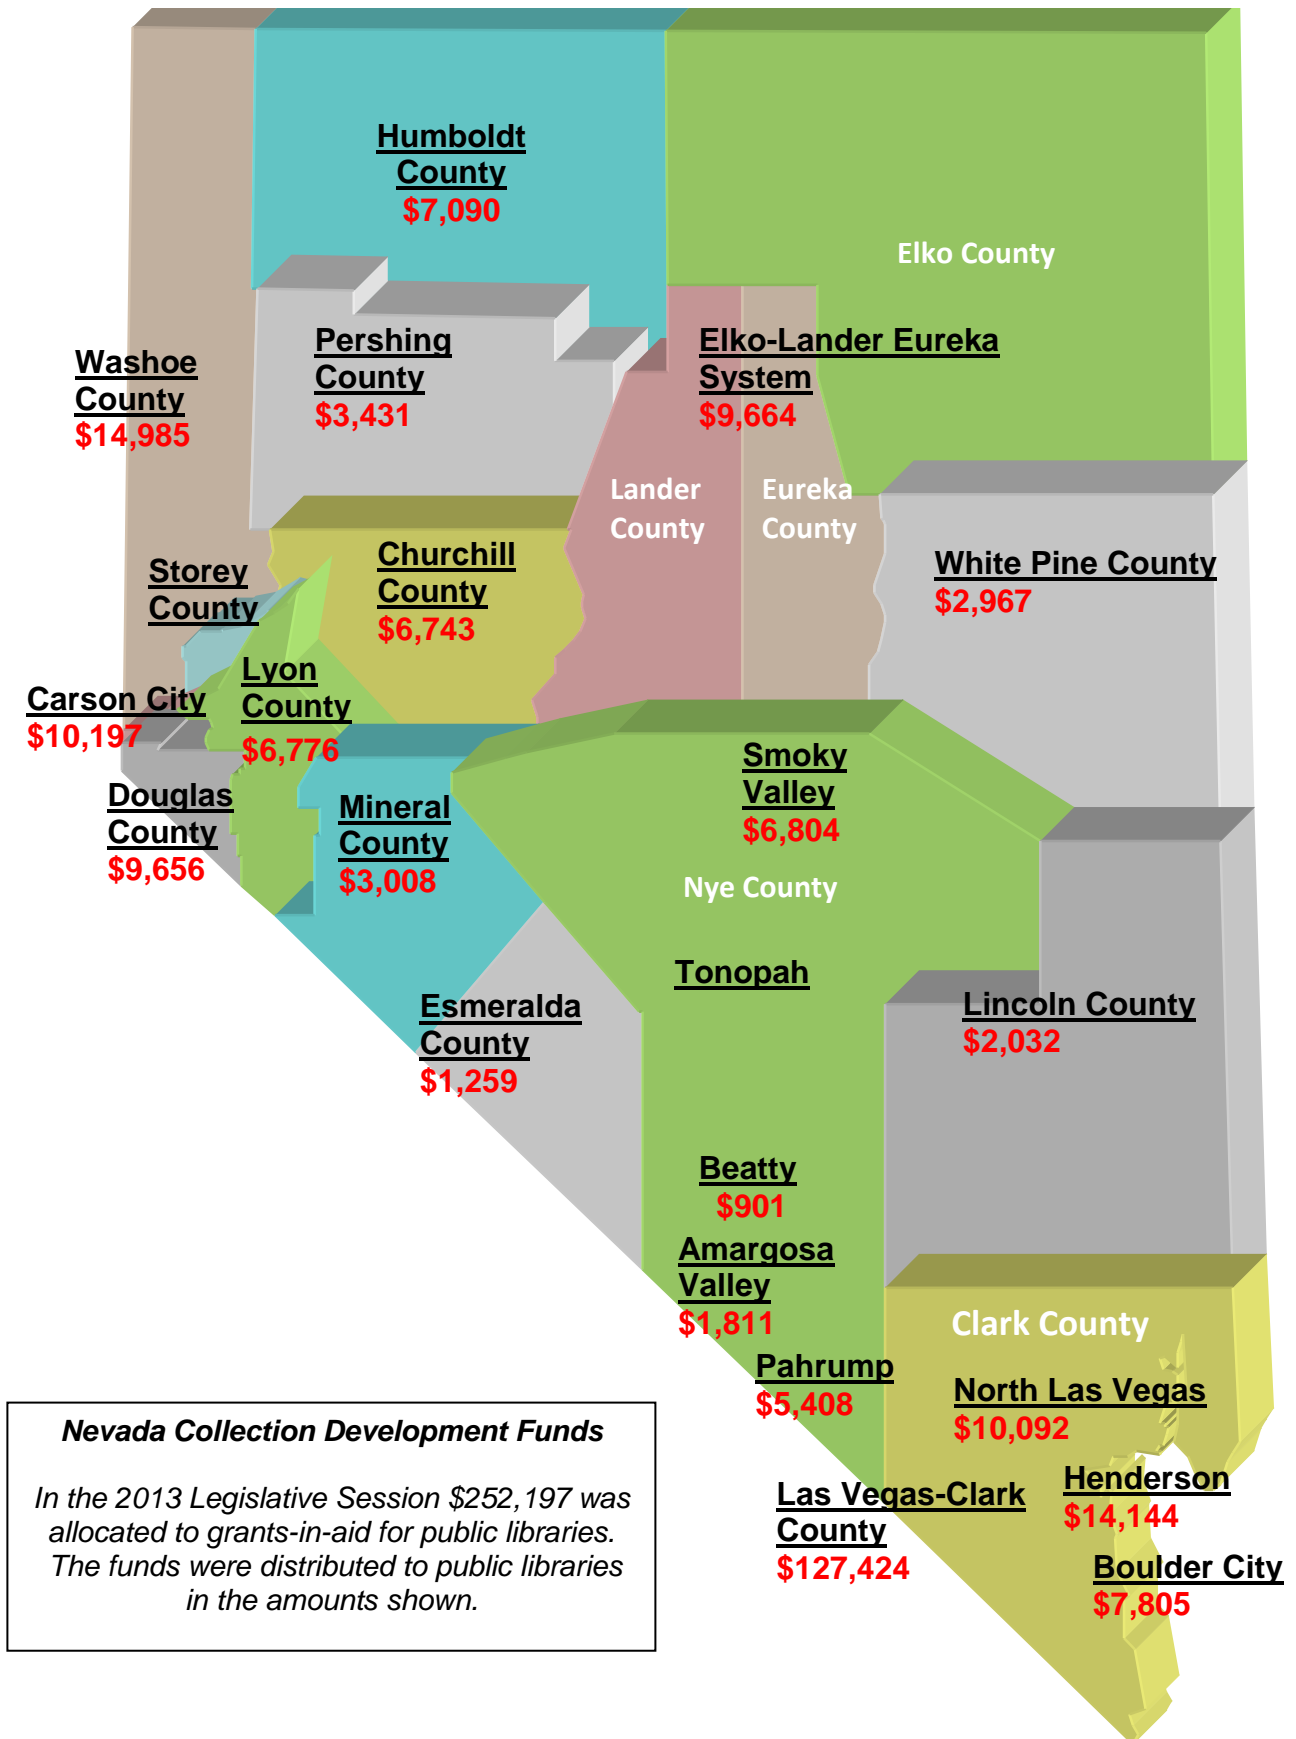 Humboldt
County
$7,090
Elko County
Pershing
County
$3,431
Elko-Lander Eureka
System
$9,664
Washoe
County
$14,985
Lander
County
Eureka
County
Churchill
County
$6,743
White Pine County
$2,967
Storey
County
Lyon
County
$6,776
Carson City
$10,197
Smoky
Valley
$6,804
Douglas
County
$9,656
Mineral
County
$3,008
Nye County
Tonopah
Esmeralda
County
$1,259
Lincoln County
$2,032
Beatty
$901
Amargosa
Valley
$1,811
Clark County
Pahrump
$5,408
North Las Vegas
$10,092
Henderson
$14,144
Las Vegas-Clark
County
$127,424
Boulder City
$7,805
Nevada Collection Development Funds
In the 2013 Legislative Session $252,197 was
allocated to grants-in-aid for public libraries.
The funds were distributed to public libraries
in the amounts shown.